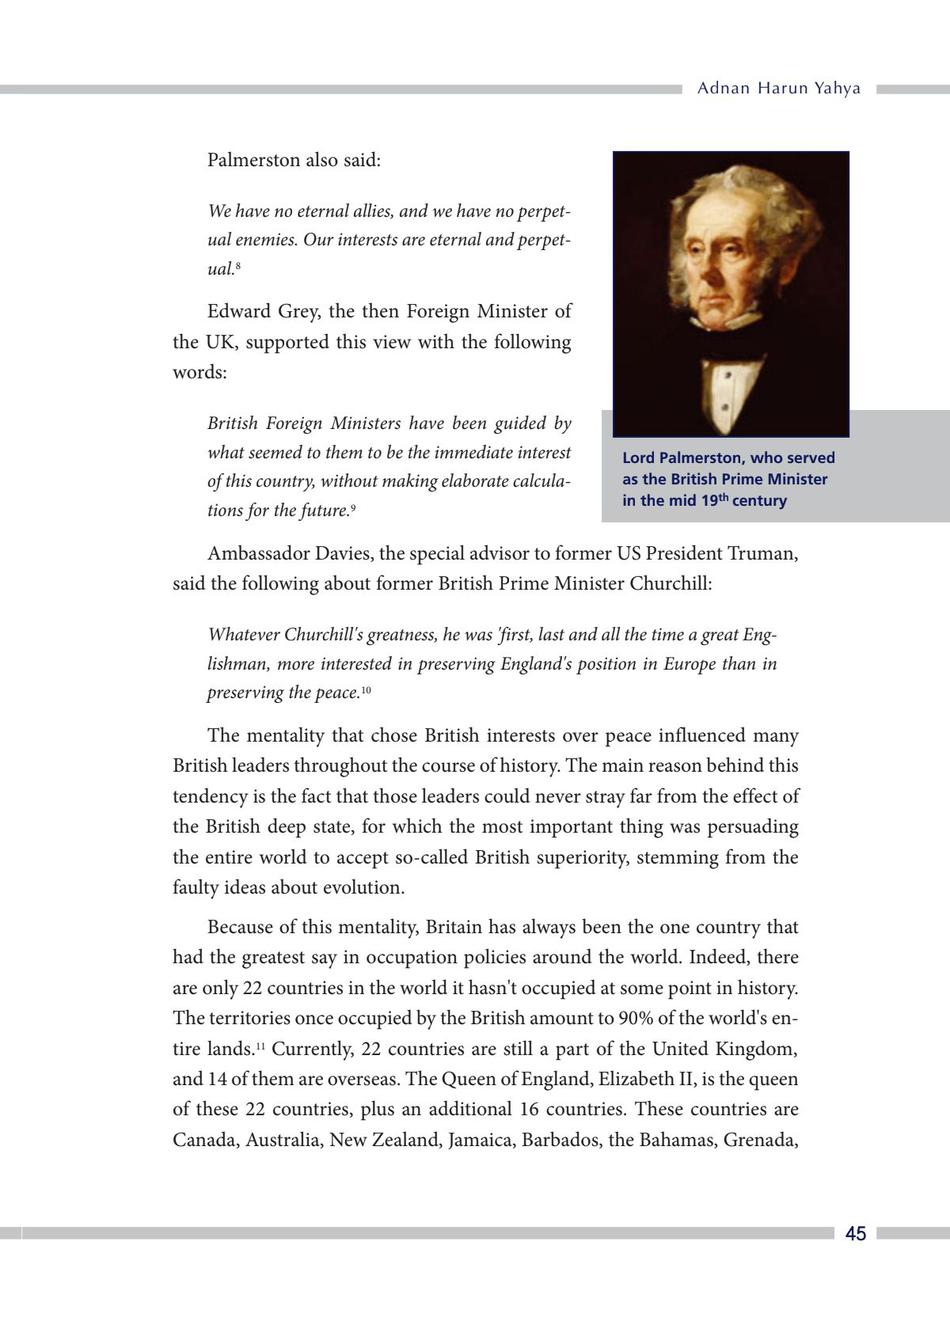 Adnan Harun Yahya
Palmerston also said:
We have no eternal allies, and we have no perpet-
ual enemies. Our interests are eternal and perpet-
ual.8
Edward Grey, the then Foreign Minister of
the UK, supported this view with the following
words:
British Foreign Ministers have been guided by
what seemed to them to be the immediate interest
of this country, without making elaborate calcula-
tions for the future.9
Lord Palmerston, who served
as the British Prime Minister
in the mid 19th century
Ambassador Davies, the special advisor to former US President Truman,
said the following about former British Prime Minister Churchill:
Whatever Churchill's greatness, he was 'first, last and all the time a great Eng-
lishman, more interested in preserving England's position in Europe than in
preserving the peace.10
The mentality that chose British interests over peace influenced many
British leaders throughout the course of history. The main reason behind this
tendency is the fact that those leaders could never stray far from the effect of
the British deep state, for which the most important thing was persuading
the entire world to accept so-called British superiority, stemming from the
faulty ideas about evolution.
Because of this mentality, Britain has always been the one country that
had the greatest say in occupation policies around the world. Indeed, there
are only 22 countries in the world it hasn't occupied at some point in history.
The territories once occupied by the British amount to 90% of the world's en-
tire lands.11 Currently, 22 countries are still a part of the United Kingdom,
and 14 of them are overseas. The Queen of England, Elizabeth II, is the queen
of these 22 countries, plus an additional 16 countries. These countries are
Canada, Australia, New Zealand, Jamaica, Barbados, the Bahamas, Grenada,
45